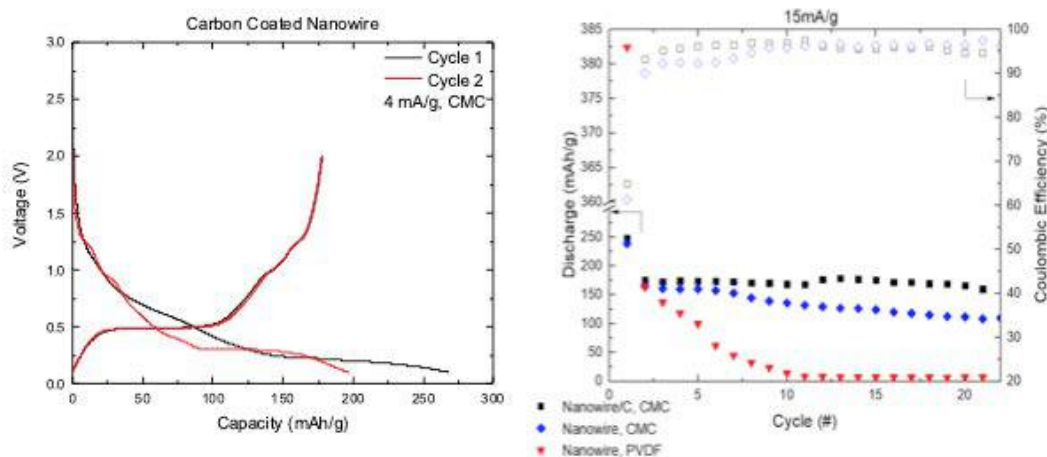 Carbon Coated Nanowire
3.0
2.5
2.0
1.5
1.0
0.5
0.0
Voltage (V)
Cycle 1
Cycle 2
4 mA/g, CMC
0 50 100 150 200 250 300
Capacity (mAh/g)
15mA/g
385
380
375
370
365
360
250
200
150
100
50
0
Discharge (mAh/g)
100
90
80
70
60
50
40
30
20
Coulombic Efficiency (%)
0 5 10 15 20
Cycle (#)
Nanowire/C, CMC
Nanowire, CMC
Nanowire, PVDF